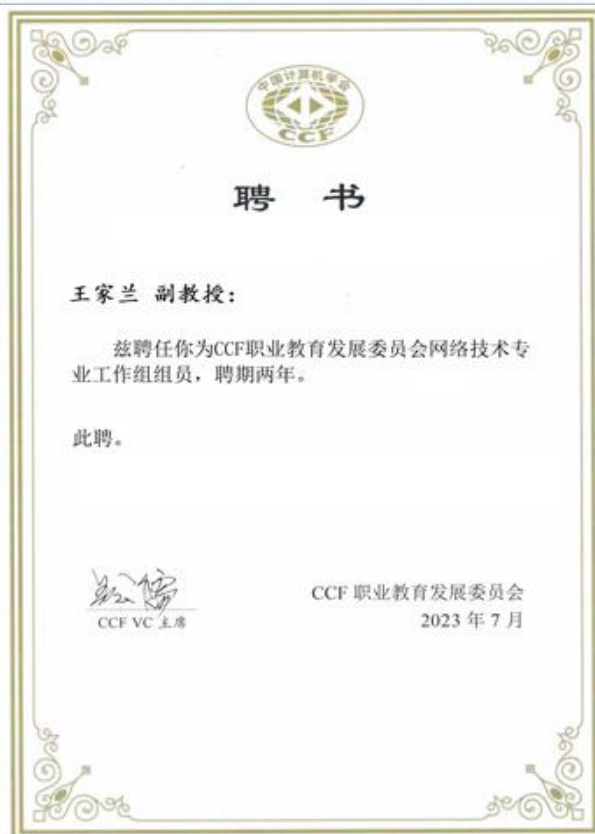 中国计算机学会
CCF
聘 书
王家兰 副教授：
兹聘任你为CCF职业教育发展委员会网络技术专
业工作组组员，聘期两年。
此聘。
CCF VC 主席
CCF 职业教育发展委员会
2023 年 7 月